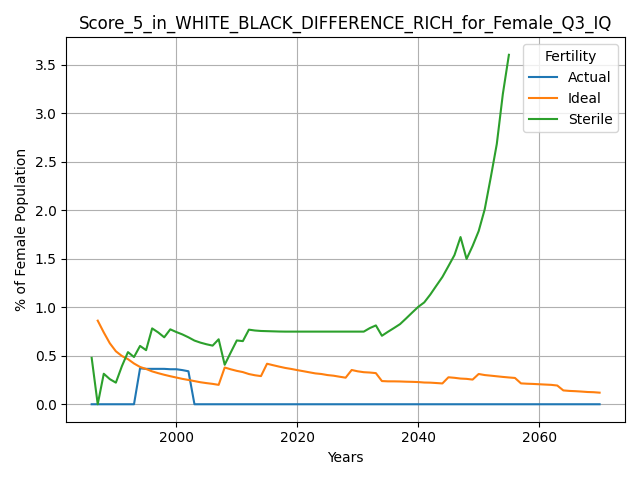 Score_5_in_WHITE_BLACK_DIFFERENCE_RICH_for_Female_Q3_IQ
Fertility
Actual
Ideal
Sterile
% of Female Population
3.5
3.0
2.5
2.0
1.5
1.0
0.5
0.0
2000
2020
2040
2060
Years